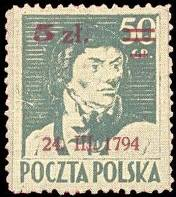 5 zł. 50
GR.
24. III. 1794
POCZTA POLSKA